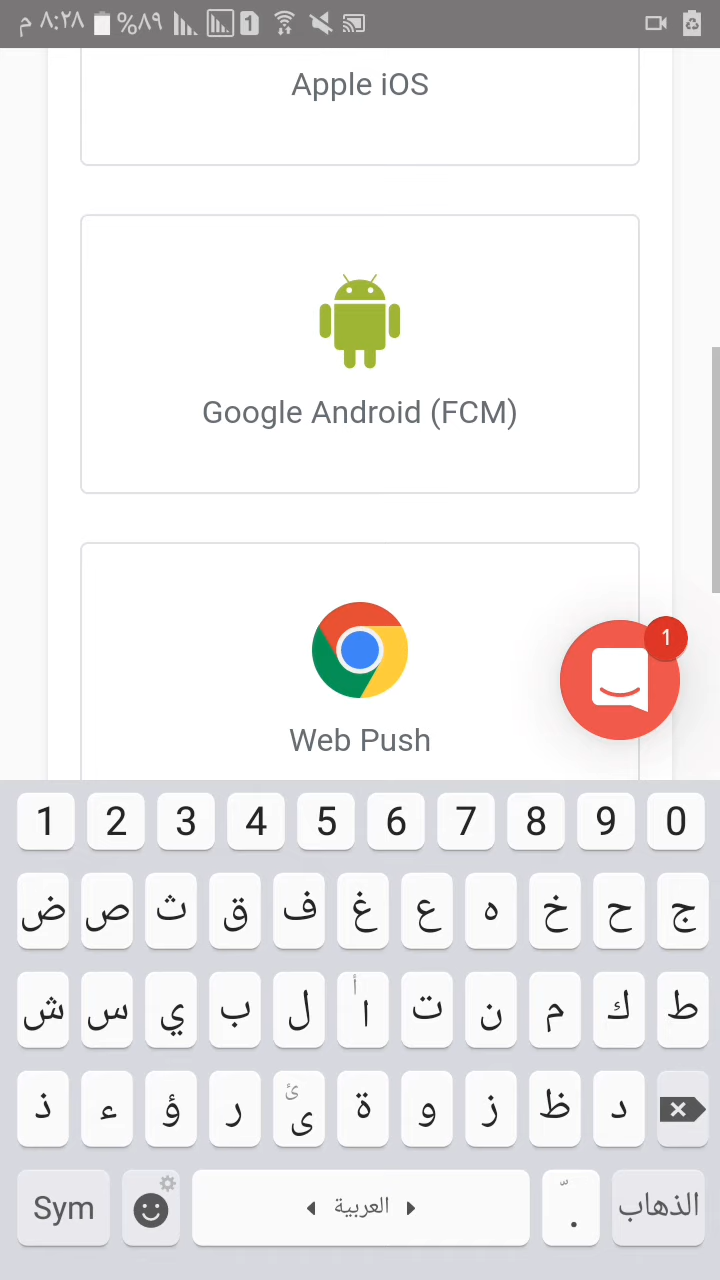 م ٨:٢٨ %٨٩ 1
Apple iOS
Google Android (FCM)
1
Web Push
1 2 3 4 5 6 7 8 9 0
ض ص ث ق ف غ ع ه خ ح ج
ش س ي ب ل أ ا ت ن م ك ط
ذ ء ؤ ر ئ ى ة و ز ظ د
Sym العربية . الذهاب